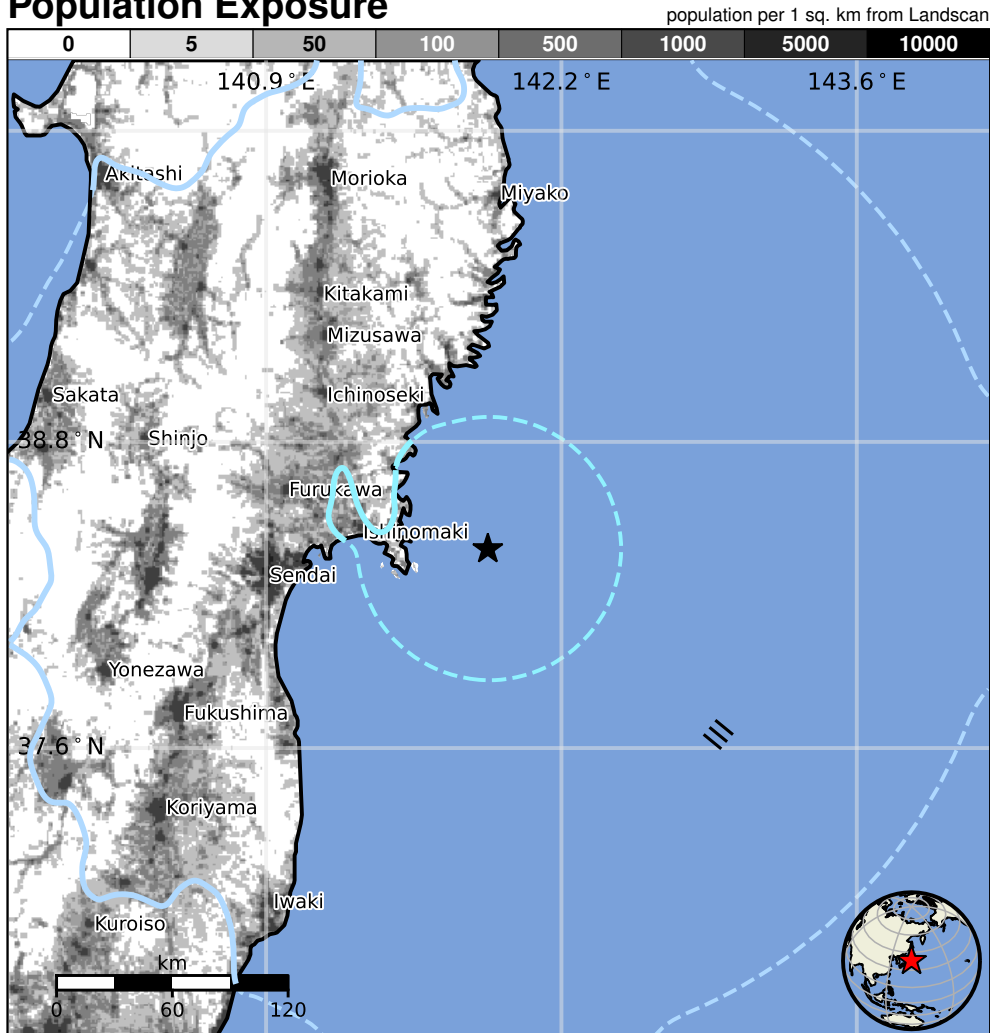 Population Exposure
population per 1 sq. km from Landscan
0 5 50 100 500 1000 5000 10000
140.9°E 142.2°E 143.6°E
Akitashi
Morioka
Miyako
Kitakami
Mizusawa
Sakata
Ichinoseki
38.8°N
Shinjo
Furukawa
Ishinomaki
Sendai
Yonezawa
Fukushima
37.6°N
Koriyama
Iwaki
Kuroiso
km
0 60 120